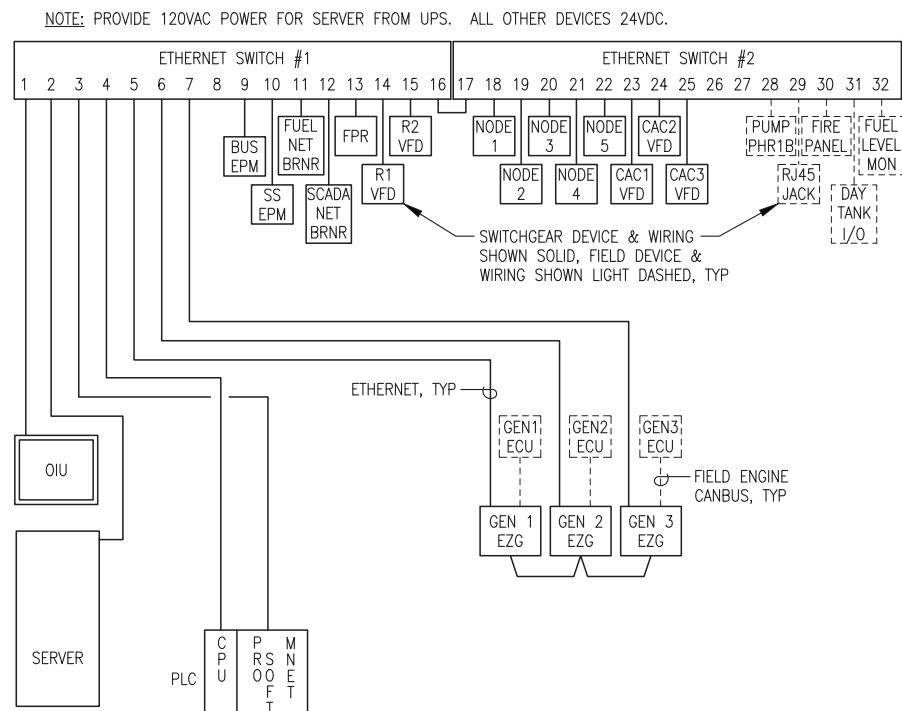 NOTE: PROVIDE 120VAC POWER FOR SERVER FROM UPS. ALL OTHER DEVICES 24VDC.
ETHERNET SWITCH #1
ETHERNET SWITCH #2
1 2 3 4 5 6 7 8 9 10 11 12 13 14 15 16 17 18 19 20 21 22 23 24 25 26 27 28 29 30 31 32
BUS
EPM
SS
EPM
FUEL
NET
BRNR
SCADA
NET
BRNR
FPR
R1
VFD
R2
VFD
NODE
1
NODE
2
NODE
3
NODE
4
NODE
5
CAC1
VFD
CAC2
VFD
CAC3
VFD
PUMP
PHR1B
RJ45
JACK
FIRE
PANEL
DAY
TANK
I/O
FUEL
LEVEL
MON
SWITCHGEAR DEVICE & WIRING
SHOWN SOLID, FIELD DEVICE &
WIRING SHOWN LIGHT DASHED, TYP
ETHERNET, TYP
GEN1
ECU
GEN2
ECU
GEN3
ECU
FIELD ENGINE
CANBUS, TYP
GEN 1
EZG
GEN 2
EZG
GEN 3
EZG
OIU
SERVER
PLC
CPU
PRO
SOFT
MNET